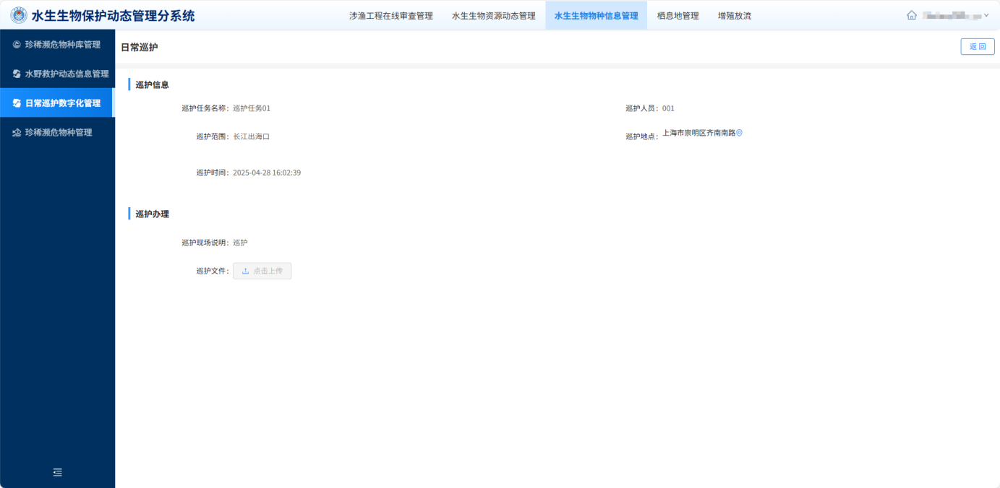 水生生物保护动态管理分系统
涉渔工程在线审查管理 水生生物资源动态管理 水生生物物种信息管理 栖息地管理 增殖放流
珍稀濒危物种库管理
水野救护动态信息管理
日常巡护数字化管理
珍稀濒危物种管理
日常巡护
返 回
巡护信息
巡护任务名称：巡护任务01 巡护人员：001
巡护范围：长江出海口 巡护地点：上海市崇明区齐南南路
巡护时间：2025-04-28 16:02:39
巡护办理
巡护现场说明：巡护
巡护文件： 点击上传